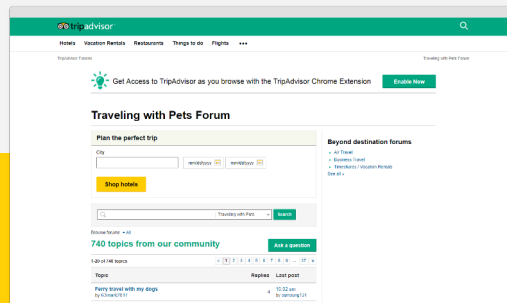 tripadvisor
Hotels Vacation Rentals Restaurants Things to do Flights •••
TripAdvisor Forums Traveling with Pets Forum
Get Access to TripAdvisor as you browse with the TripAdvisor Chrome Extension Enable Now
Traveling with Pets Forum
Plan the perfect trip
City
mm/dd/yyyy mm/dd/yyyy
Shop hotels
Beyond destination forums
Air Travel
Business Travel
Timeshares / Vacation Rentals
See all »
Traveling with Pets Search
Browse forums All
740 topics from our community Ask a question
1-20 of 740 topics « 1 2 3 4 5 6 7 8 9 ... 37 »
Topic Replies Last post
Ferry travel with my dogs 4 10:32 am
by by samsung131